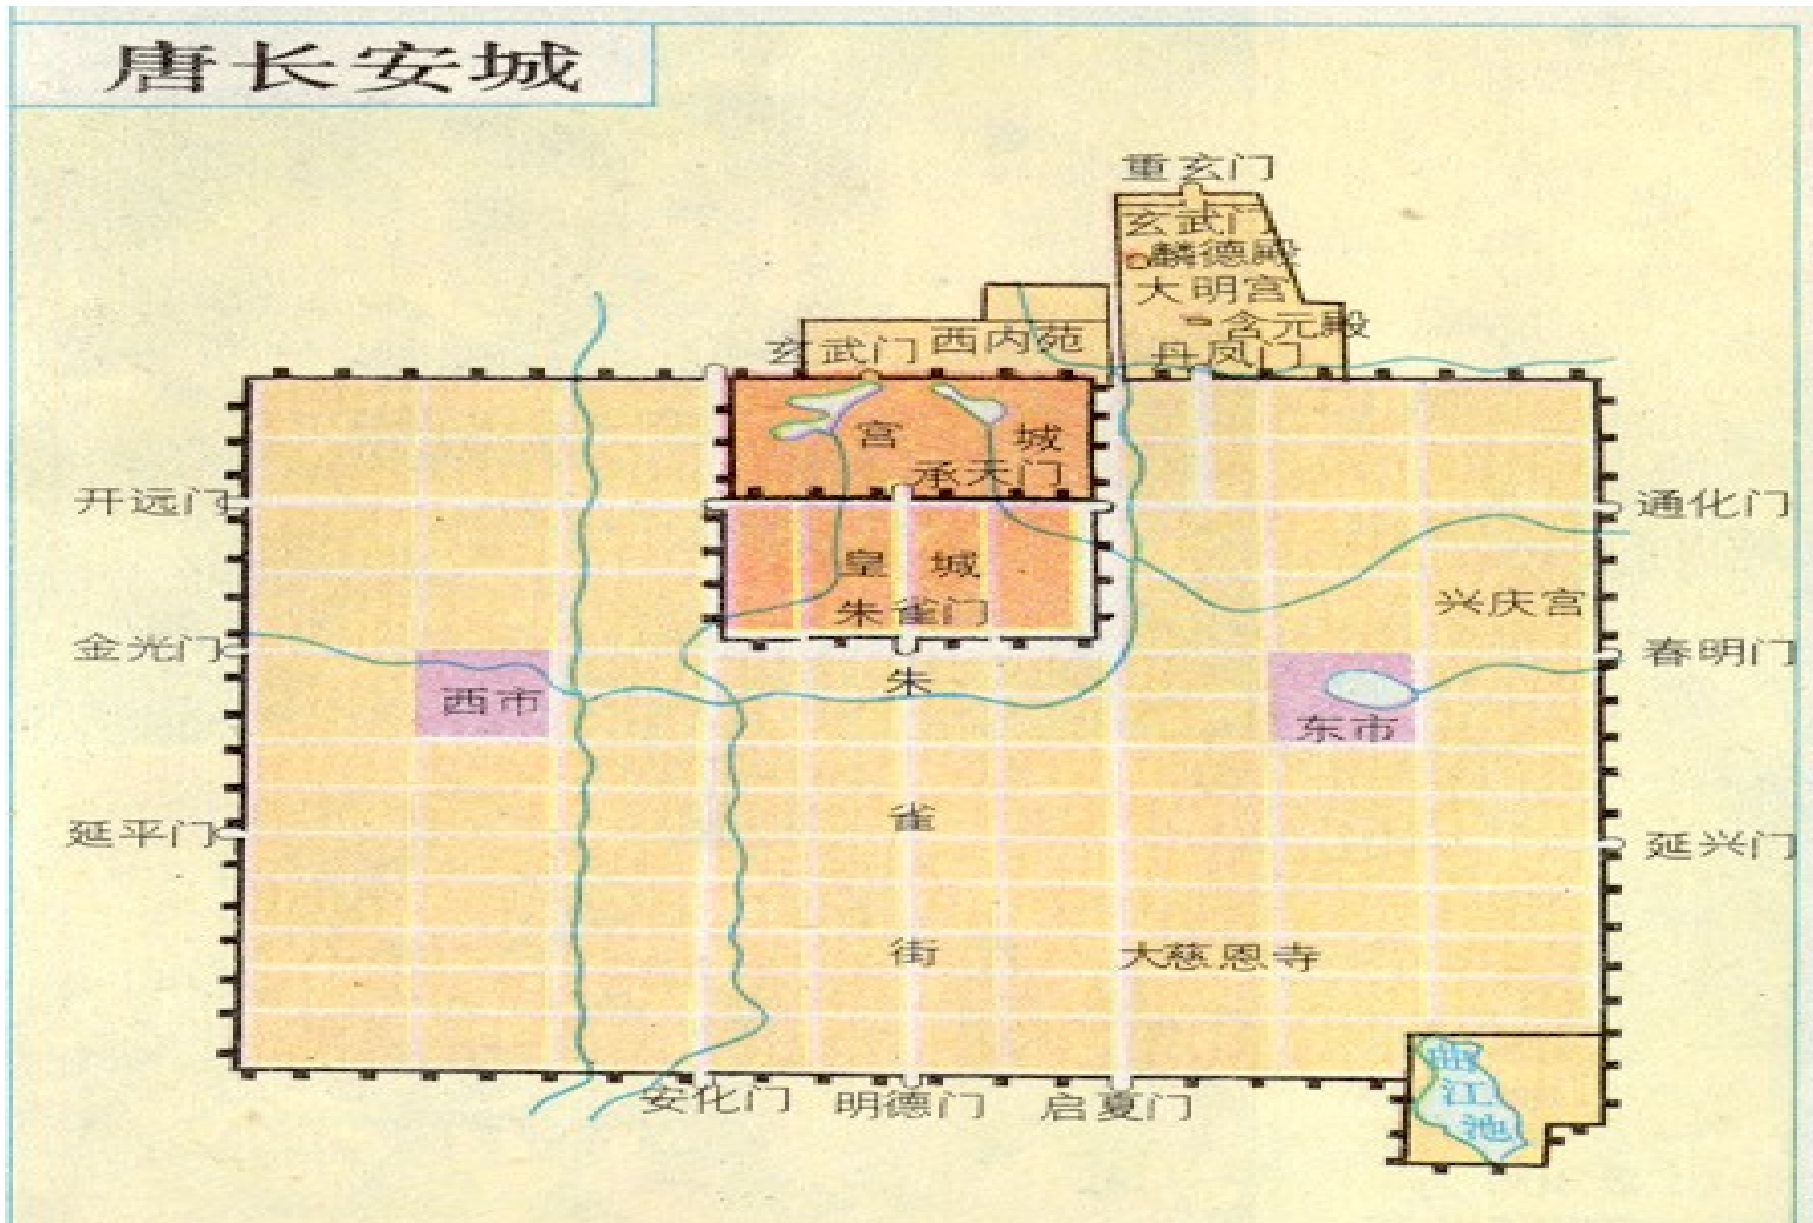 唐长安城
重玄门
玄武门
麟德殿
大明宫
含元殿
丹凤门
玄武门
西内苑
宫城
承天门
开远门
通化门
皇城
朱雀门
兴庆宫
金光门
春明门
朱雀街
西市
东市
延平门
延兴门
大慈恩寺
曲江池
安化门
明德门
启夏门